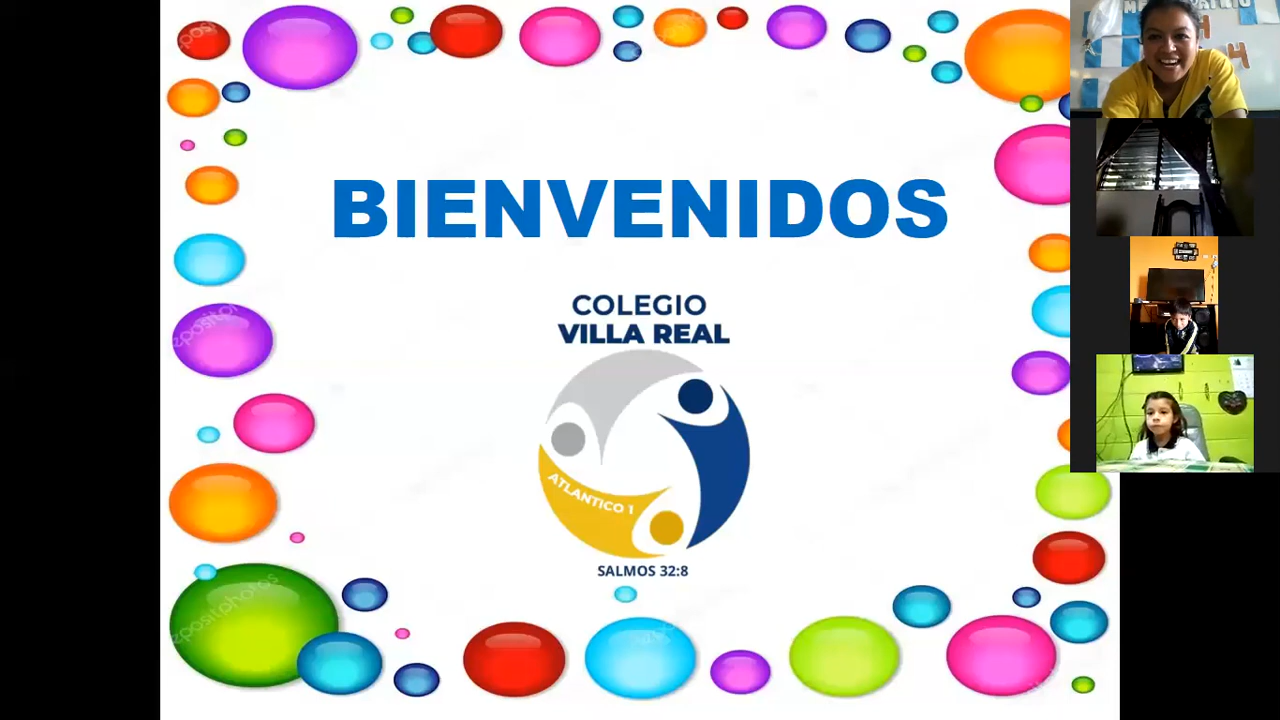 BIENVENIDOS
COLEGIO
VILLA REAL
ATLANTICO 1
SALMOS 32:8